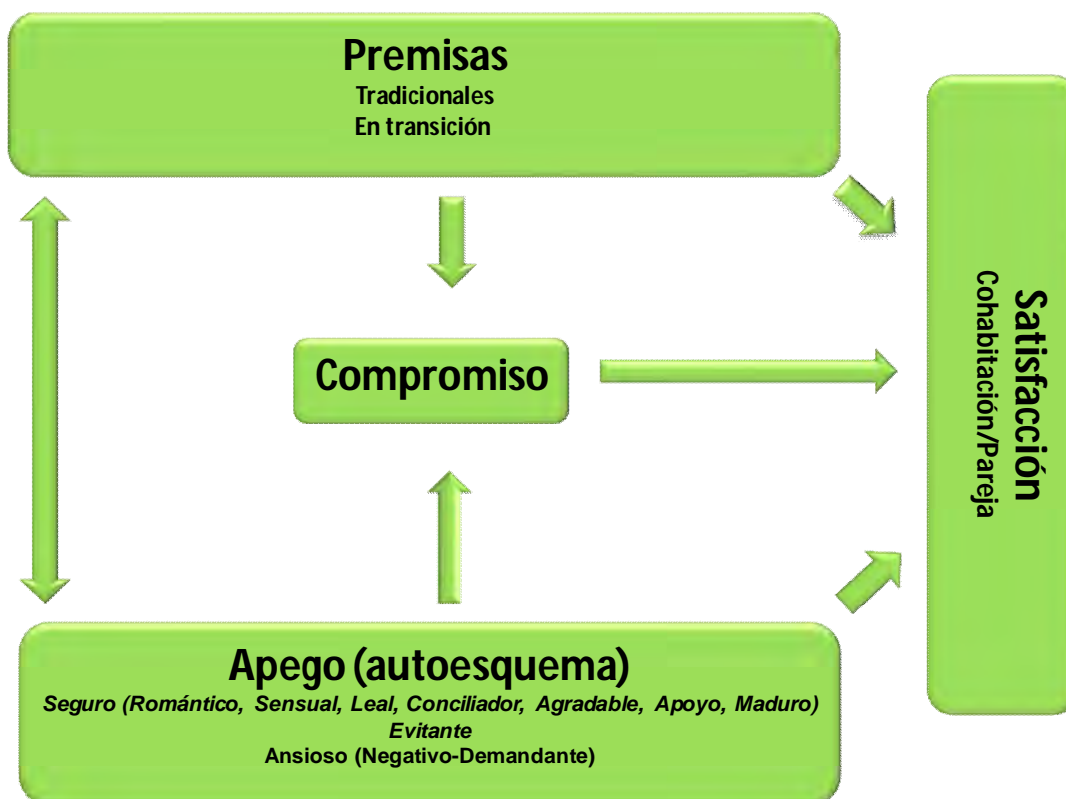 Premisas
Tradicionales
En transición
Compromiso
Satisfacción
Cohabitación/Pareja
Apego (autoesquema)
Seguro (Romántico, Sensual, Leal, Conciliador, Agradable, Apoyo, Maduro)
Evitante
Ansioso (Negativo-Demandante)